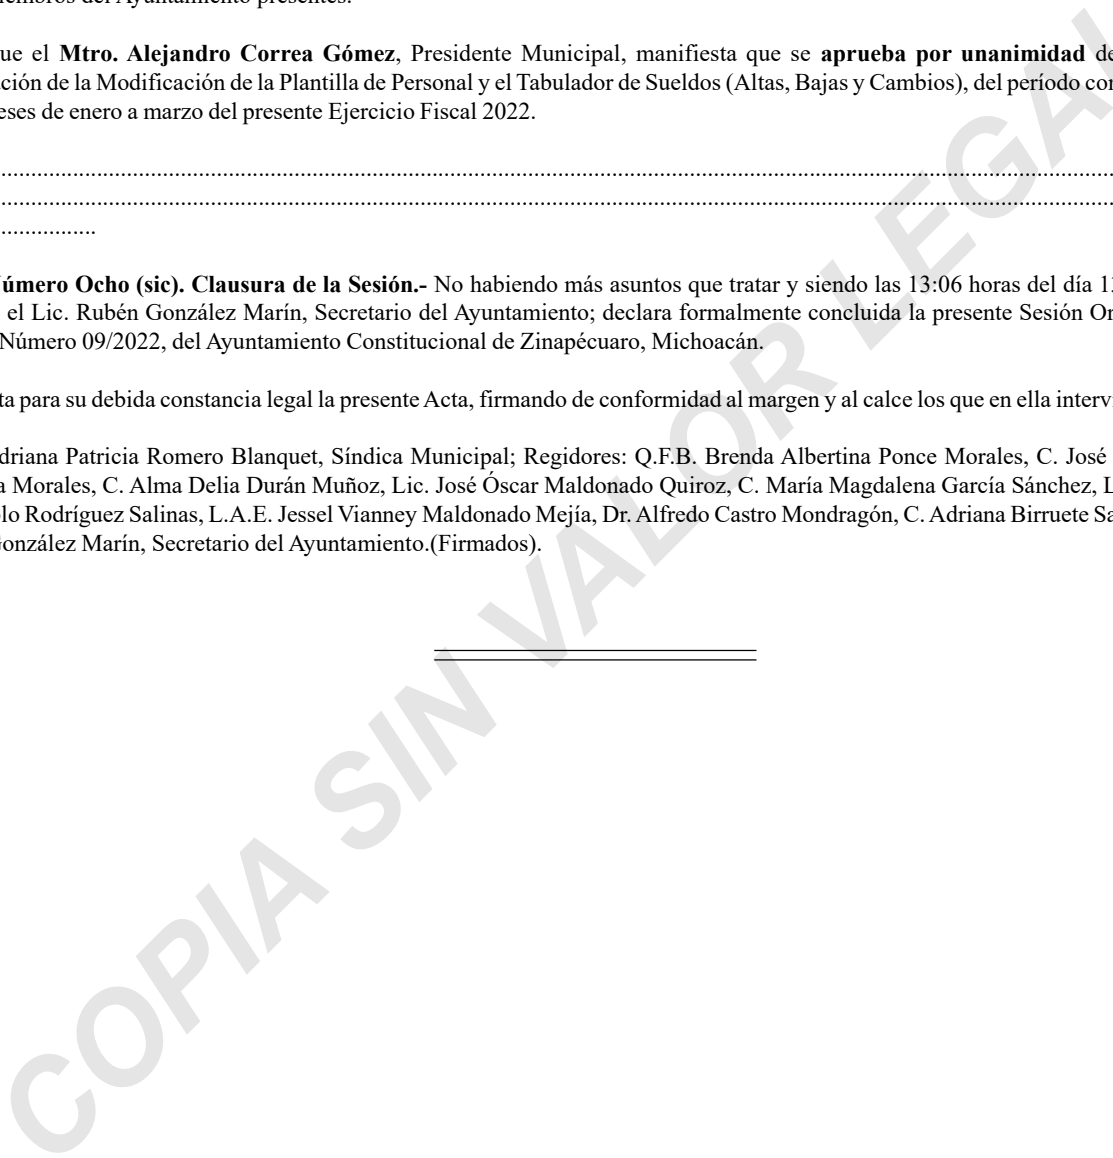 miembros del Ayuntamiento presentes.
ue el Mtro. Alejandro Correa Gómez, Presidente Municipal, manifiesta que se aprueba por unanimidad de
ción de la Modificación de la Plantilla de Personal y el Tabulador de Sueldos (Altas, Bajas y Cambios), del período con
eses de enero a marzo del presente Ejercicio Fiscal 2022.
úmero Ocho (sic). Clausura de la Sesión.- No habiendo más asuntos que tratar y siendo las 13:06 horas del día 1
el Lic. Rubén González Marín, Secretario del Ayuntamiento; declara formalmente concluida la presente Sesión Or
Número 09/2022, del Ayuntamiento Constitucional de Zinapécuaro, Michoacán.
ta para su debida constancia legal la presente Acta, firmando de conformidad al margen y al calce los que en ella intervi
driana Patricia Romero Blanquet, Síndica Municipal; Regidores: Q.F.B. Brenda Albertina Ponce Morales, C. José
a Morales, C. Alma Delia Durán Muñoz, Lic. José Óscar Maldonado Quiroz, C. María Magdalena García Sánchez, L
blo Rodríguez Salinas, L.A.E. Jessel Vianney Maldonado Mejía, Dr. Alfredo Castro Mondragón, C. Adriana Birruete Sa
González Marín, Secretario del Ayuntamiento.(Firmados).
COPIA SIN VALOR LEGAL